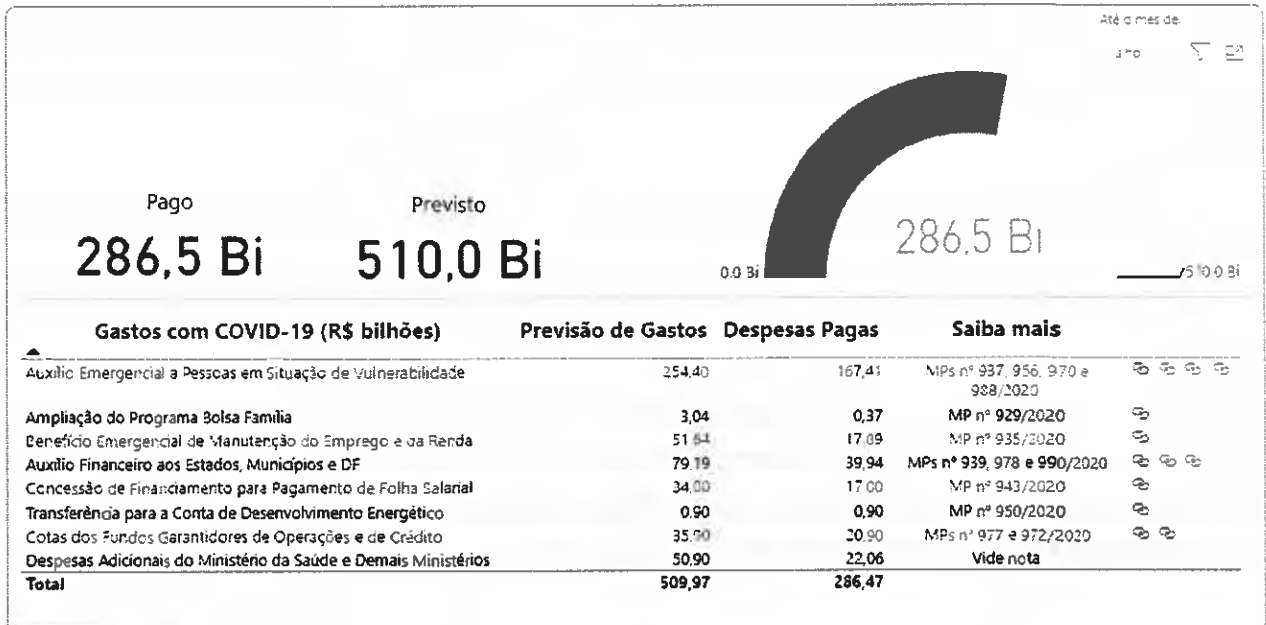 Até o mês de:
Pago
Previsto
286,5 Bi
510,0 Bi
286,5 Bi
0.0 Bi
510.0 Bi
Gastos com COVID-19 (R$ bilhões) Previsão de Gastos Despesas Pagas Saiba mais
Auxílio Emergencial a Pessoas em Situação de Vulnerabilidade 254,40 167,41 MPs nº 937, 956, 970 e
988/2020
Ampliação do Programa Bolsa Família 3,04 0,37 MP nº 929/2020
Benefício Emergencial de Manutenção do Emprego e da Renda 51,64 17,89 MP nº 935/2020
Auxílio Financeiro aos Estados, Municípios e DF 79,19 39,94 MPs nº 939, 978 e 990/2020
Concessão de Financiamento para Pagamento de Folha Salarial 34,00 17,00 MP nº 943/2020
Transferência para a Conta de Desenvolvimento Energético 0,90 0,90 MP nº 950/2020
Cotas dos Fundos Garantidores de Operações e de Crédito 35,90 20,90 MPs nº 977 e 972/2020
Despesas Adicionais do Ministério da Saúde e Demais Ministérios 50,90 22,06 Vide nota
Total 509,97 286,47